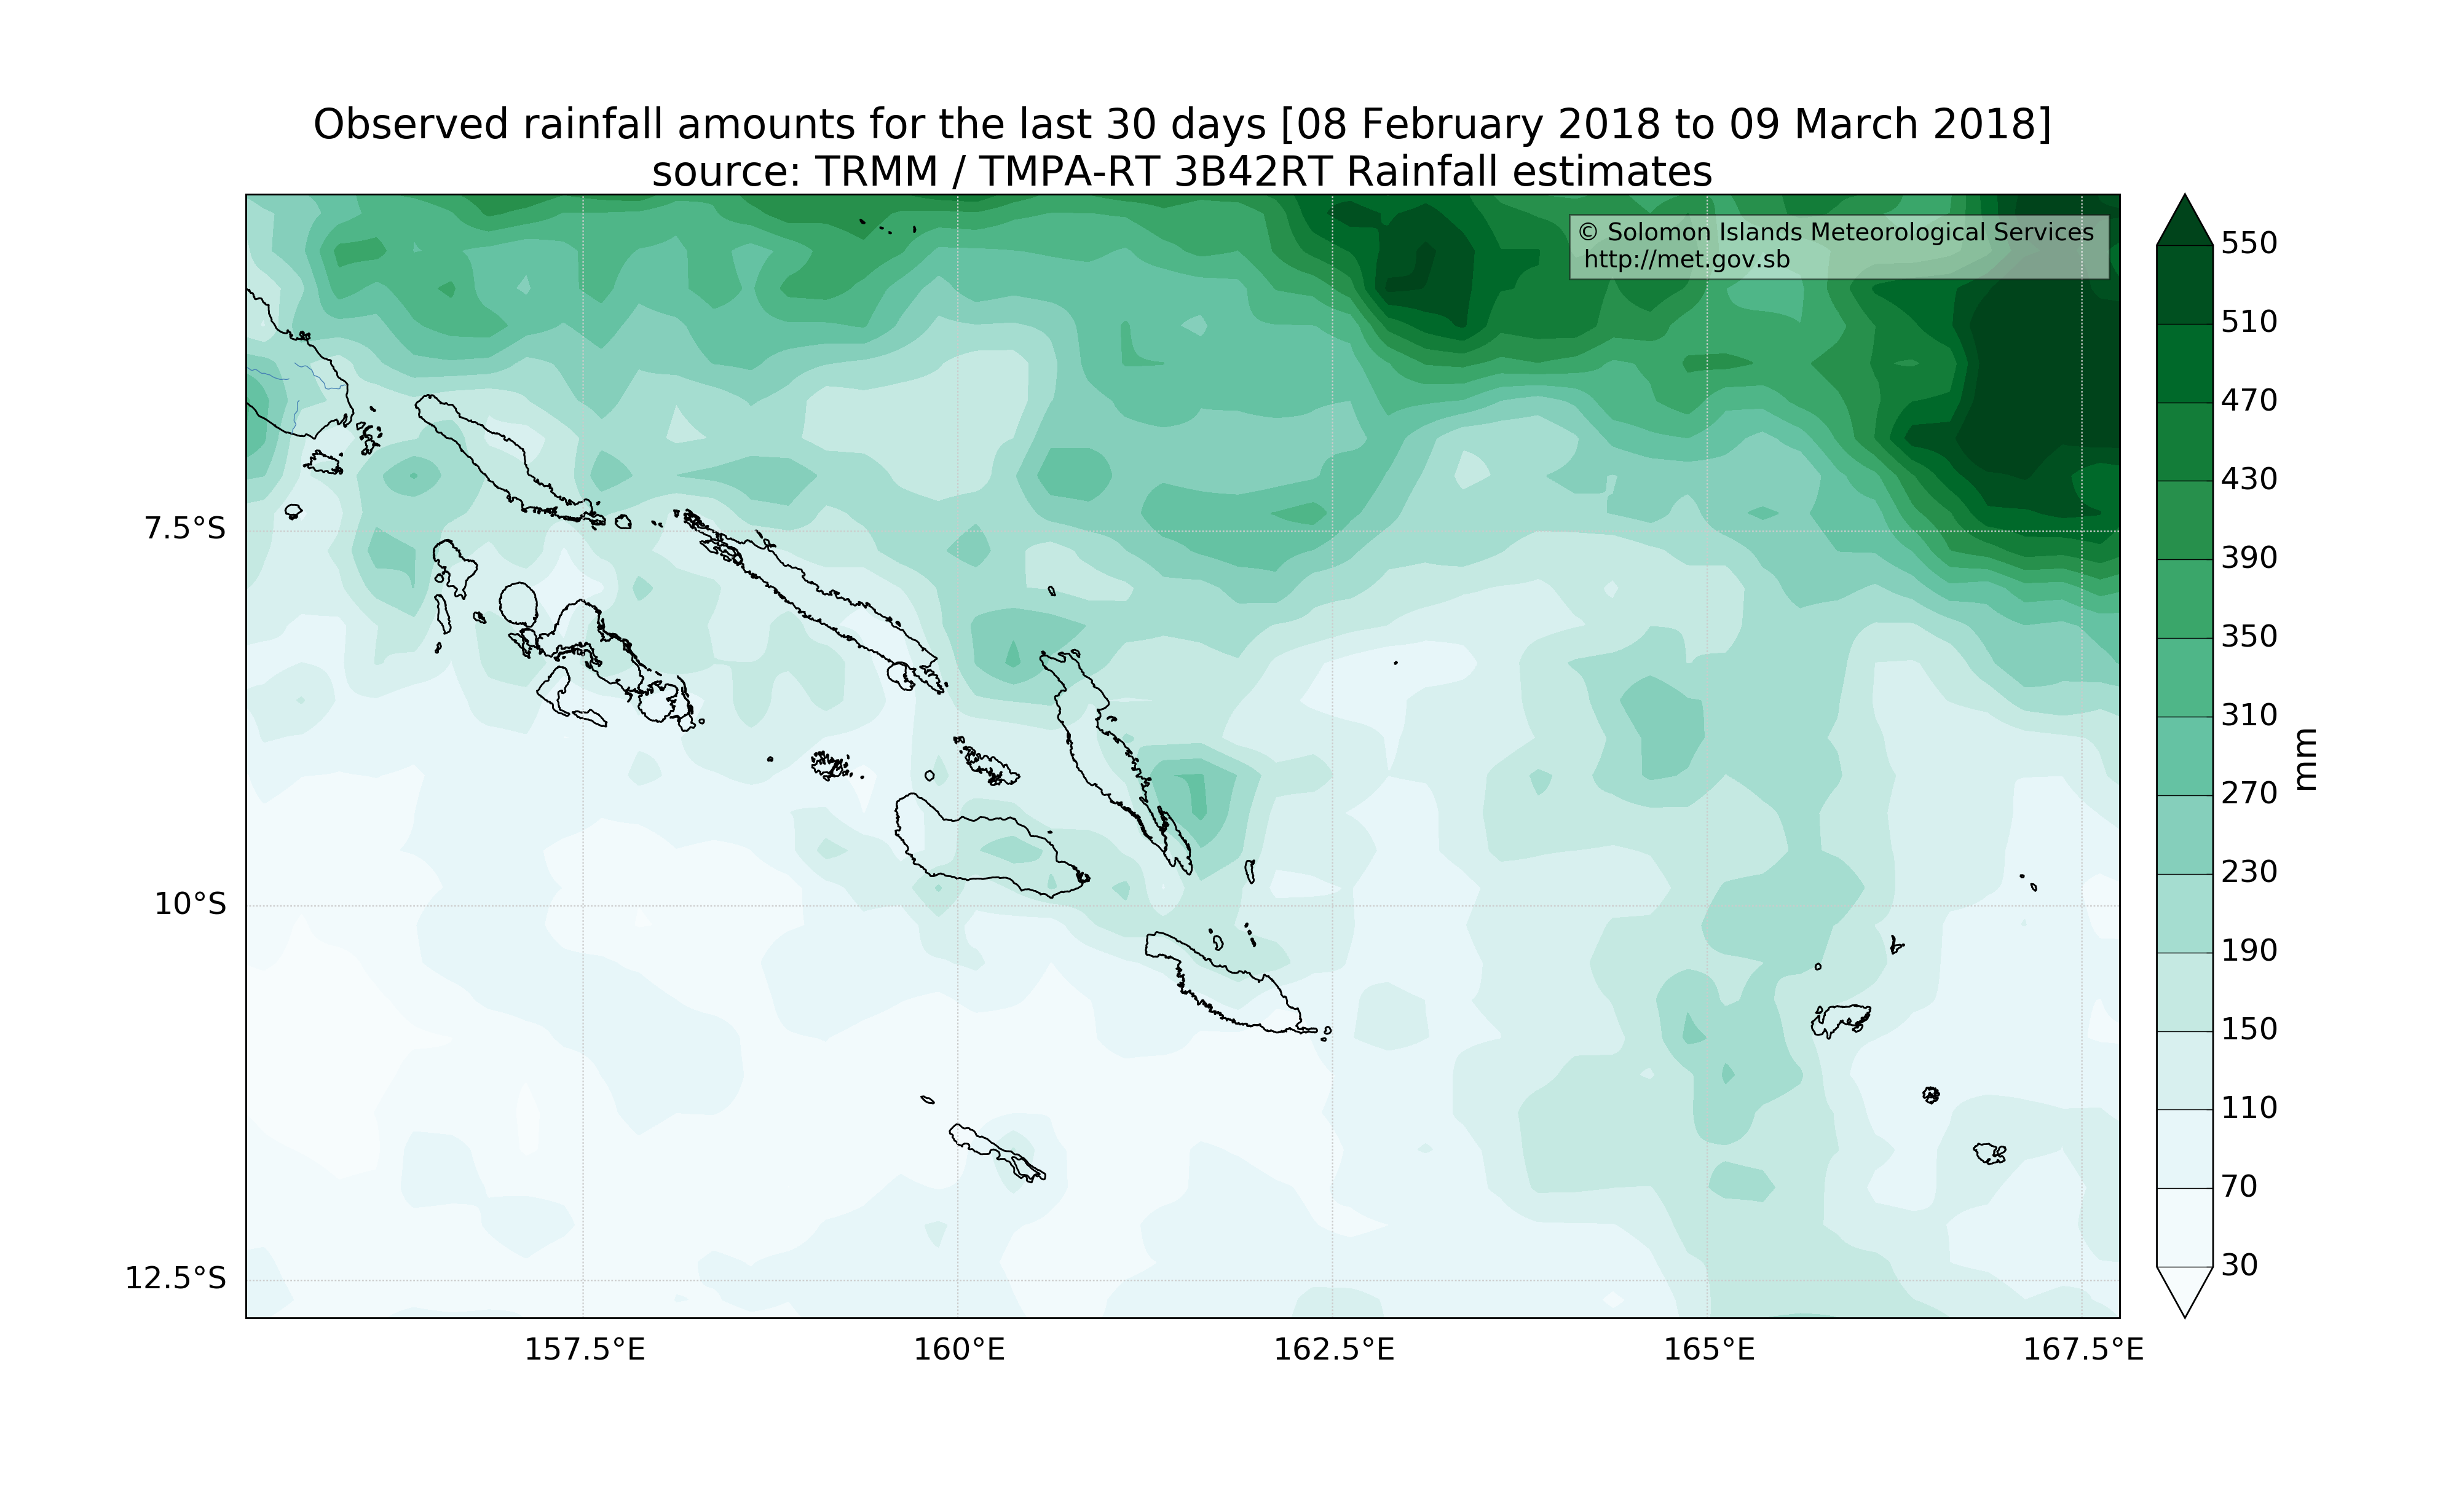 Observed rainfall amounts for the last 30 days [08 February 2018 to 09 March 2018]
source: TRMM / TMPA-RT 3B42RT Rainfall estimates
© Solomon Islands Meteorological Services
http://met.gov.sb
550
510
470
430
390
350
310
270
230
190
150
110
70
30
mm
7.5°S
10°S
12.5°S
157.5°E
160°E
162.5°E
165°E
167.5°E